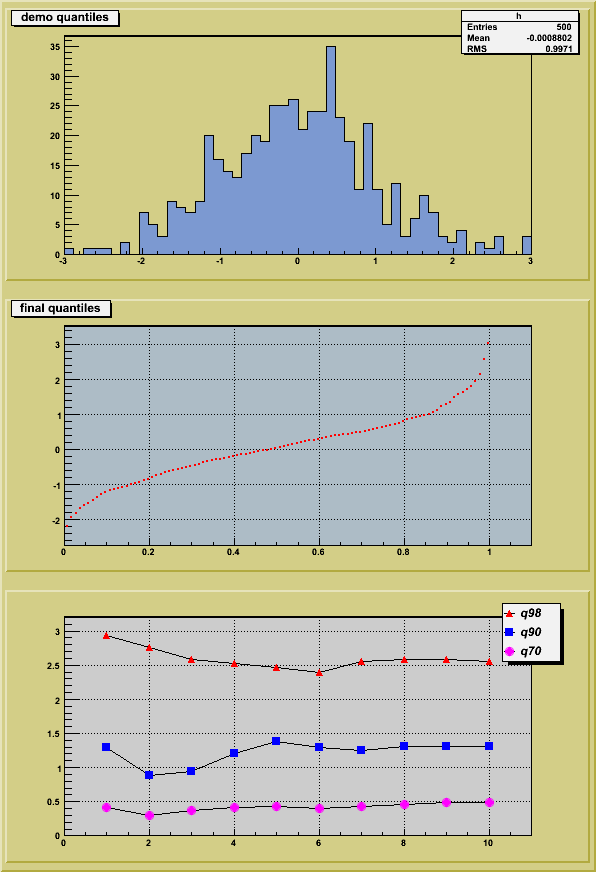 demo quantiles
h
Entries 500
Mean -0.0008802
RMS 0.9971
35
30
25
20
15
10
5
0
-3 -2 -1 0 1 2 3
final quantiles
3
2
1
0
-1
-2
0 0.2 0.4 0.6 0.8 1
q98
q90
q70
3
2.5
2
1.5
1
0.5
0
0 2 4 6 8 10